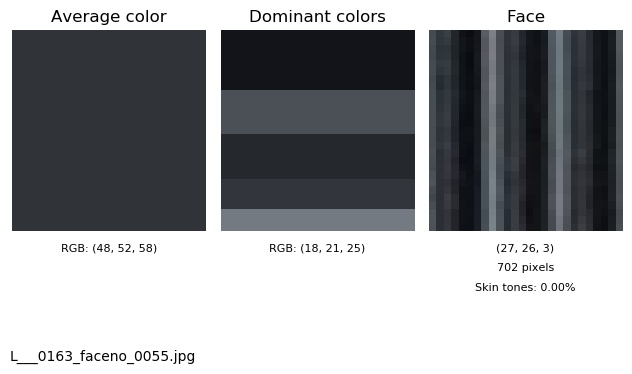 Average color
Dominant colors
Face
RGB: (48, 52, 58)
RGB: (18, 21, 25)
(27, 26, 3)
702 pixels
Skin tones: 0.00%
L___0163_faceno_0055.jpg